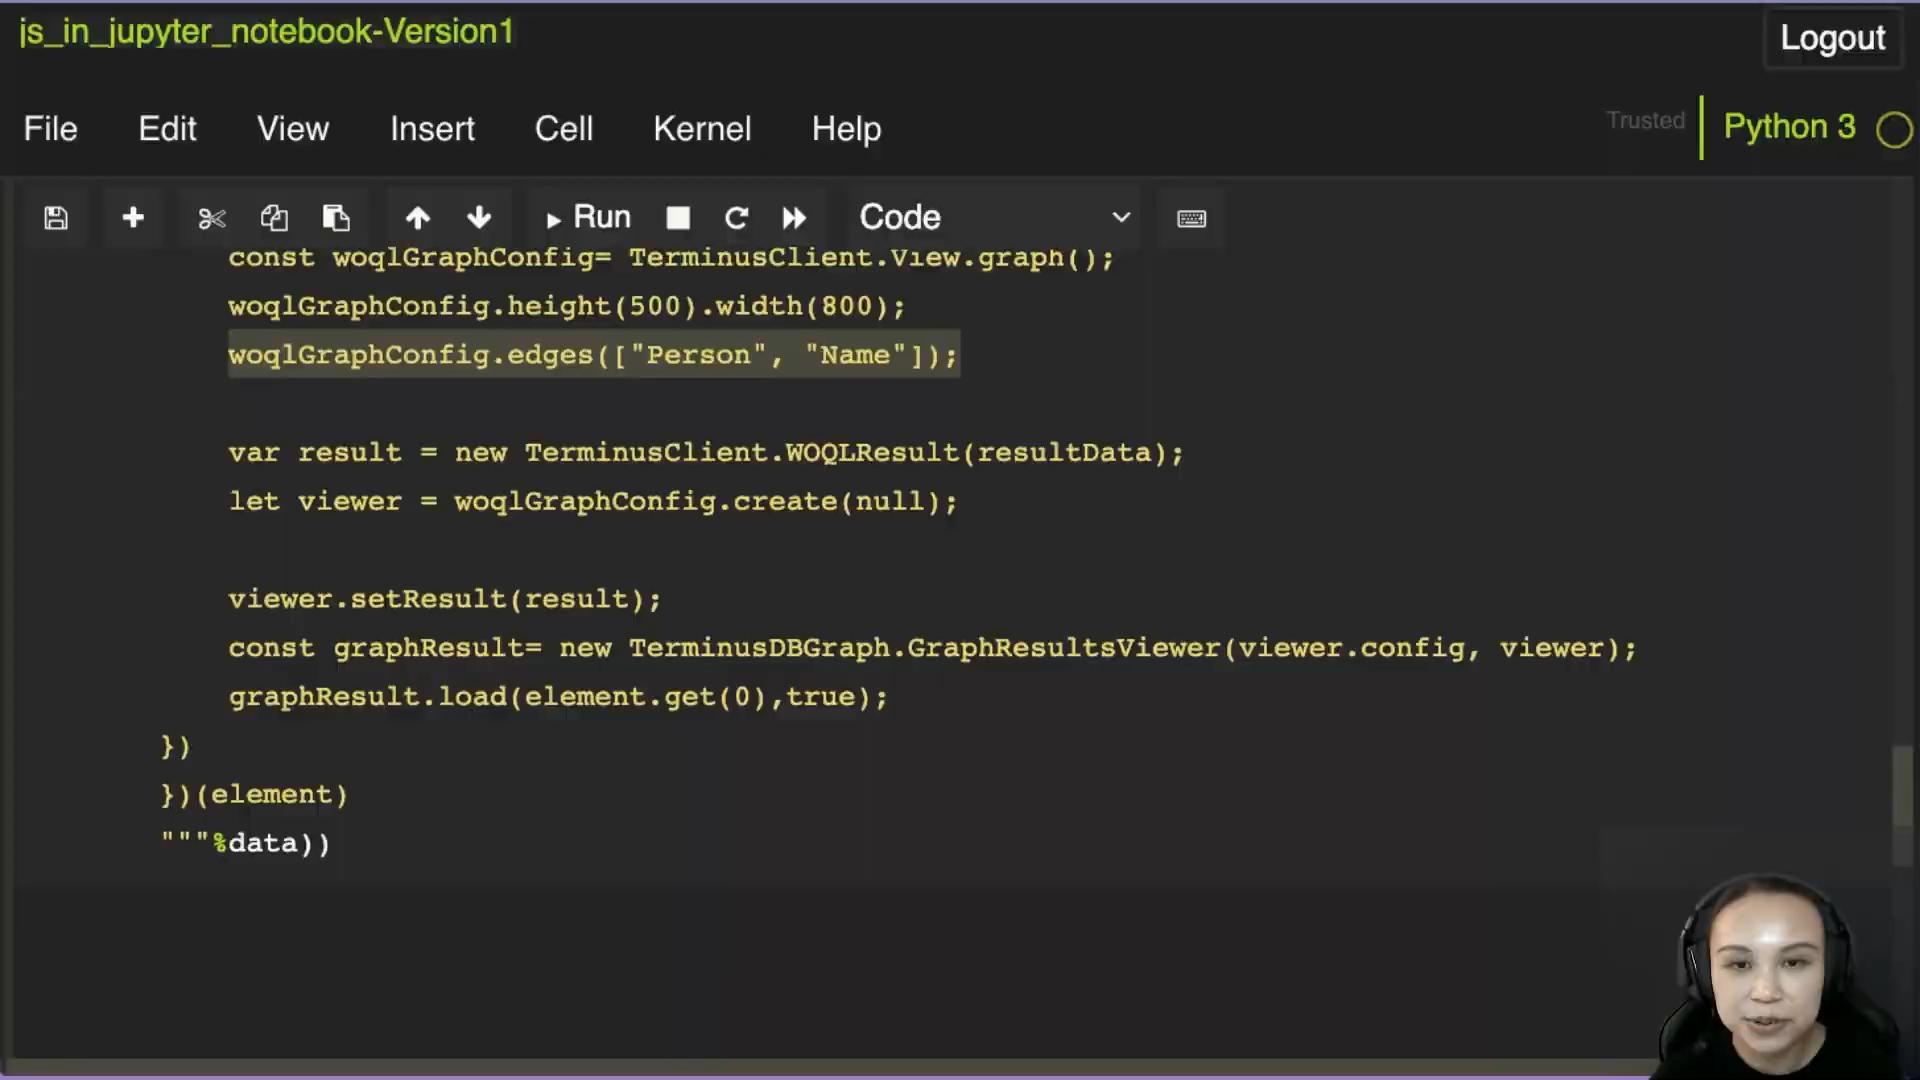 js_in_jupyter_notebook-Version1
Logout
File Edit View Insert Cell Kernel Help
Trusted Python 3
Run Code
const woqlGraphConfig= TerminusClient.View.graph();
woqlGraphConfig.height(500).width(800);
woqlGraphConfig.edges(["Person", "Name"]);
var result = new TerminusClient.WOQLResult(resultData);
let viewer = woqlGraphConfig.create(null);
viewer.setResult(result);
const graphResult= new TerminusDBGraph.GraphResultsViewer(viewer.config, viewer);
graphResult.load(element.get(0),true);
})
})(element)
"""%data))